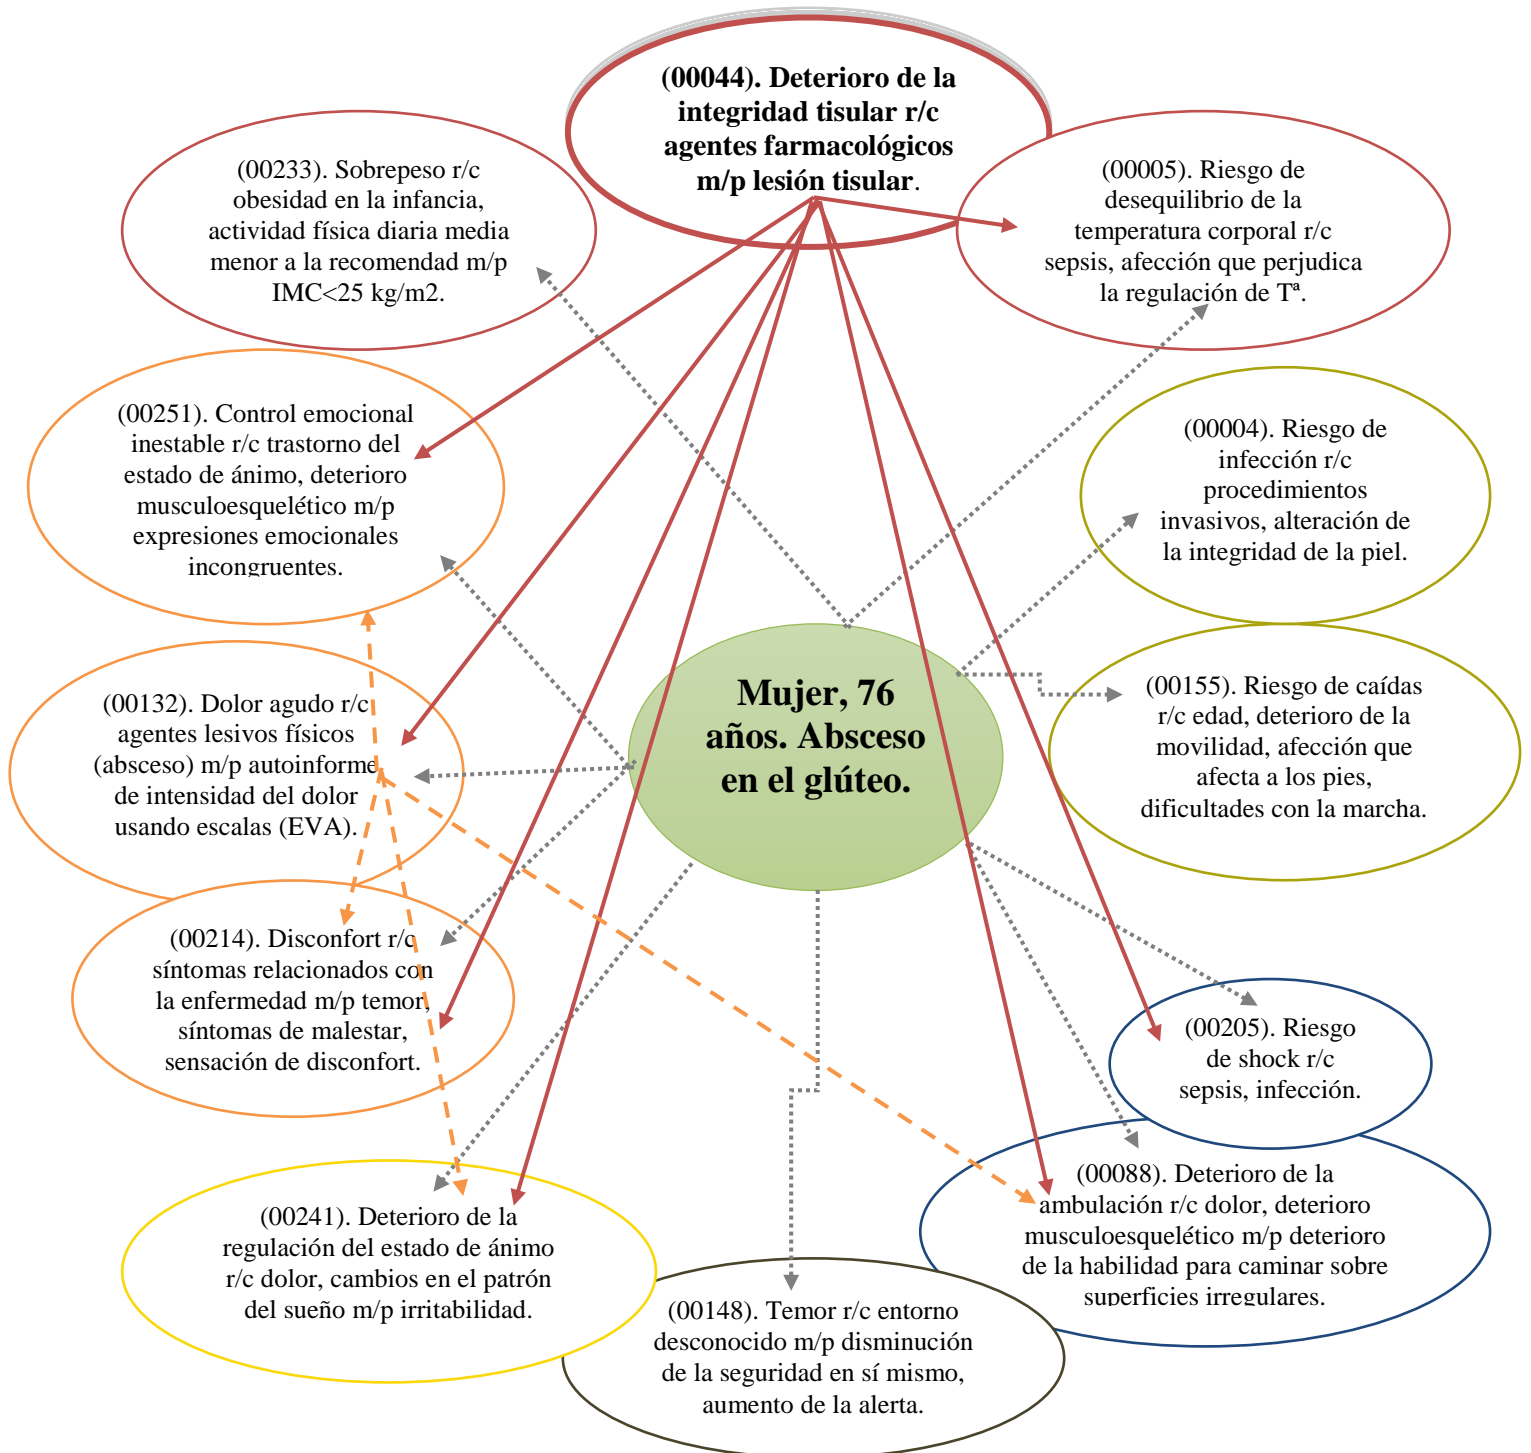 (00044). Deterioro de la
integridad tisular r/c
agentes farmacológicos
m/p lesión tisular.
(00233). Sobrepeso r/c
obesidad en la infancia,
actividad física diaria media
menor a la recomendad m/p
IMC<25 kg/m2.
(00005). Riesgo de
desequilibrio de la
temperatura corporal r/c
sepsis, afección que perjudica
la regulación de Tª.
(00251). Control emocional
inestable r/c trastorno del
estado de ánimo, deterioro
musculoesquelético m/p
expresiones emocionales
incongruentes.
(00004). Riesgo de
infección r/c
procedimientos
invasivos, alteración de
la integridad de la piel.
(00132). Dolor agudo r/c
agentes lesivos físicos
(absceso) m/p autoinforme
de intensidad del dolor
usando escalas (EVA).
Mujer, 76
años. Absceso
en el glúteo.
(00155). Riesgo de caídas
r/c edad, deterioro de la
movilidad, afección que
afecta a los pies,
dificultades con la marcha.
(00214). Disconfort r/c
síntomas relacionados con
la enfermedad m/p temor,
síntomas de malestar,
sensación de disconfort.
(00205). Riesgo
de shock r/c
sepsis, infección.
(00088). Deterioro de la
ambulación r/c dolor, deterioro
musculoesquelético m/p deterioro
de la habilidad para caminar sobre
superficies irregulares.
(00241). Deterioro de la
regulación del estado de ánimo
r/c dolor, cambios en el patrón
del sueño m/p irritabilidad.
(00148). Temor r/c entorno
desconocido m/p disminución
de la seguridad en sí mismo,
aumento de la alerta.